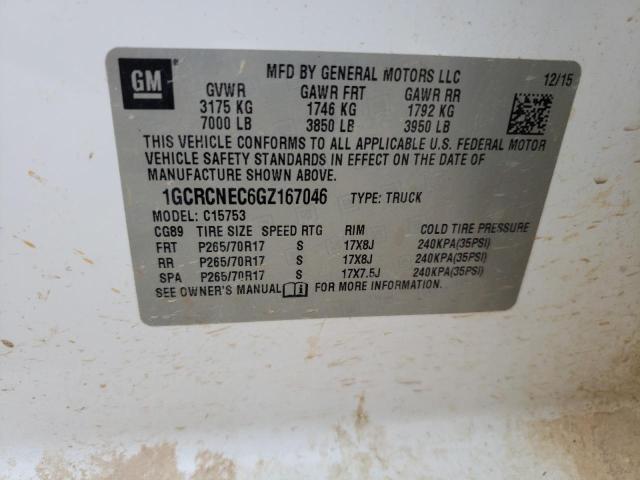 GM
MFD BY GENERAL MOTORS LLC 12/15
GVWR GAWR FRT GAWR RR
3175 KG 1746 KG 1792 KG
7000 LB 3850 LB 3950 LB
THIS VEHICLE CONFORMS TO ALL APPLICABLE U.S. FEDERAL MOTOR
VEHICLE SAFETY STANDARDS IN EFFECT ON THE DATE OF
MANUFACTURE SHOWN ABOVE.
1GCRCNEC6GZ167046 TYPE: TRUCK
MODEL: C15753
CG89 TIRE SIZE SPEED RTG RIM COLD TIRE PRESSURE
FRT P265/70R17 S 17X8J 240KPA(35PSI)
RR P265/70R17 S 17X8J 240KPA(35PSI)
SPA P265/70R17 S 17X7.5J 240KPA(35PSI)
SEE OWNER'S MANUAL FOR MORE INFORMATION.